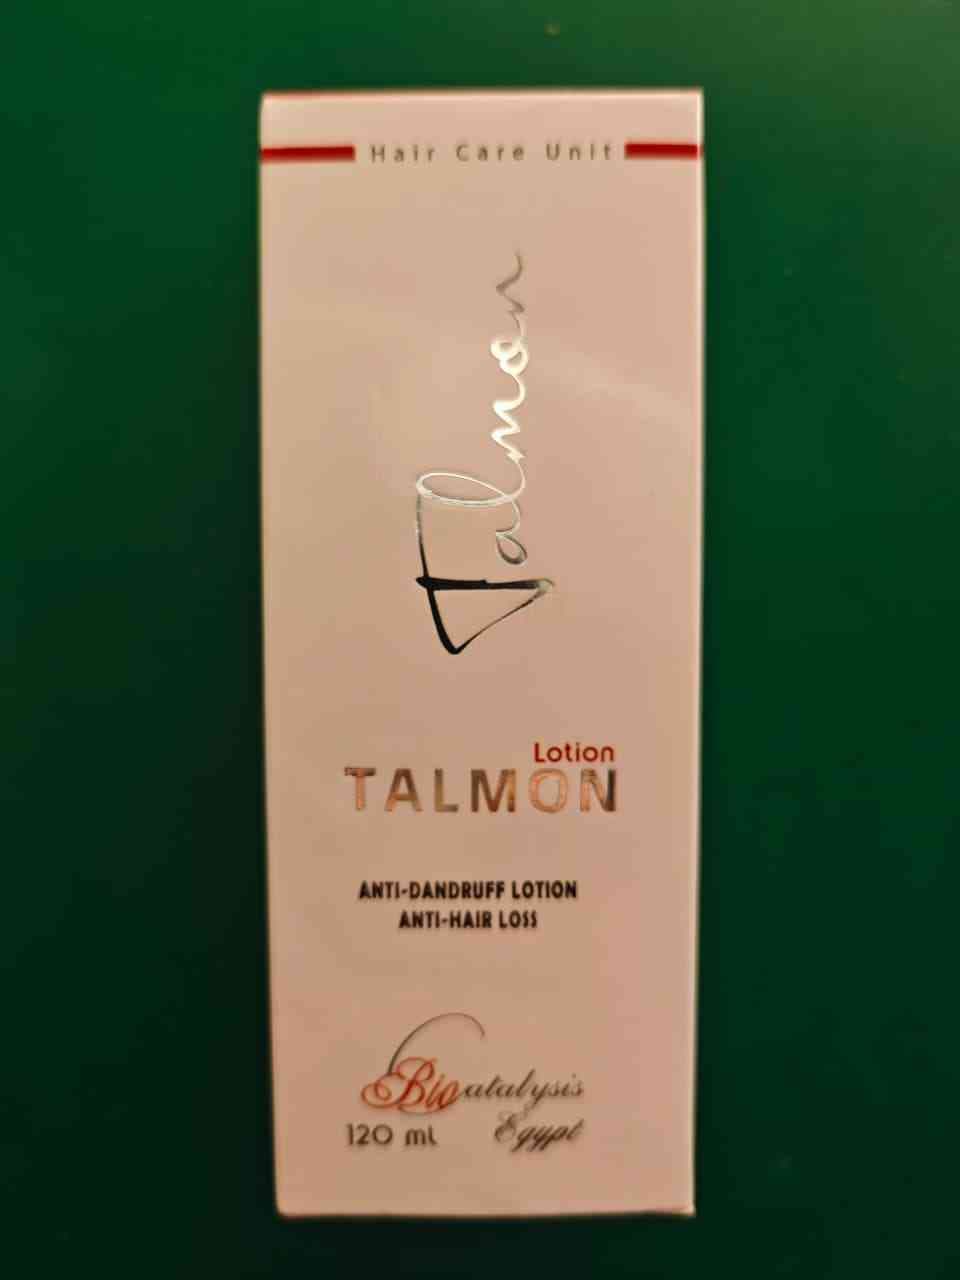 Hair Care Unit
Talmon
Lotion
TALMON
ANTI-DANDRUFF LOTION
ANTI-HAIR LOSS
BioCatalysis
120 ml Egypt